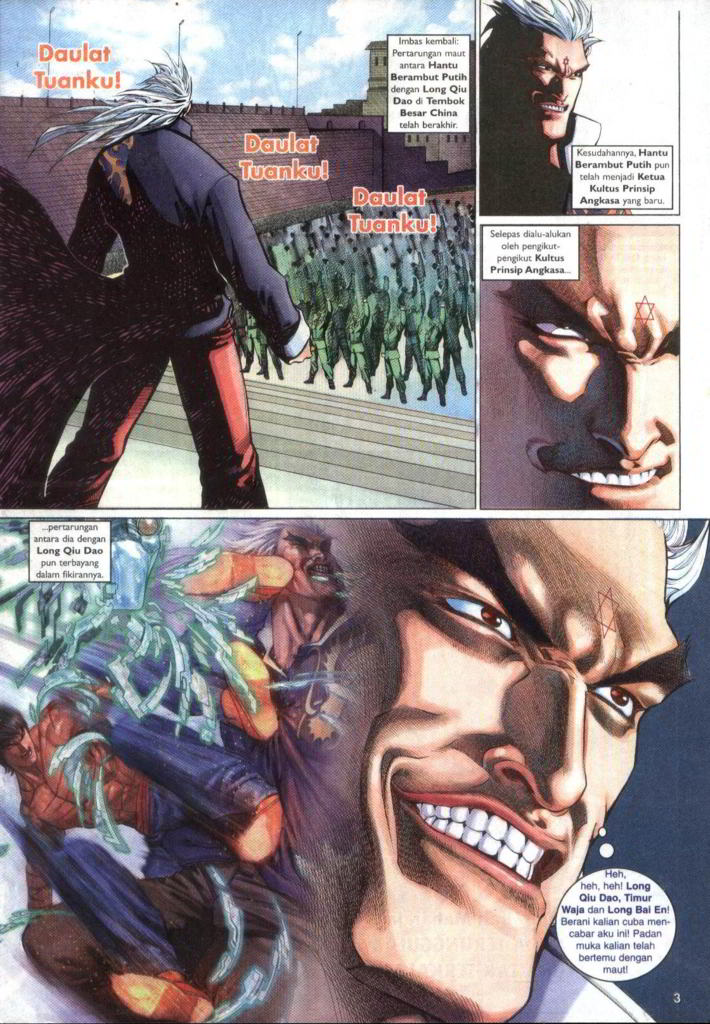 Daulat
Tuanku!
Imbas kembali:
Pertarungan maut
antara Hantu
Berambut Putih
dengan Long Qiu
Dao di Tembok
Besar China
telah berakhir.
Daulat
Tuanku!
Daulat
Tuanku!
Kesudahannya, Hantu
Berambut Putih pun
telah menjadi Ketua
Kultus Prinsip
Angkasa yang baru.
Selepas dialu-alukan
oleh pengikut-
pengikut Kultus
Prinsip Angkasa...
...pertarungan
antara dia dengan
Long Qiu Dao
pun terbayang
dalam fikirannya.
Heh,
heh, heh! Long
Qiu Dao, Timur
Waja dan Long Bai En!
Berani kalian cuba men-
cabar aku ini! Padan
muka kalian telah
bertemu dengan
maut!
3